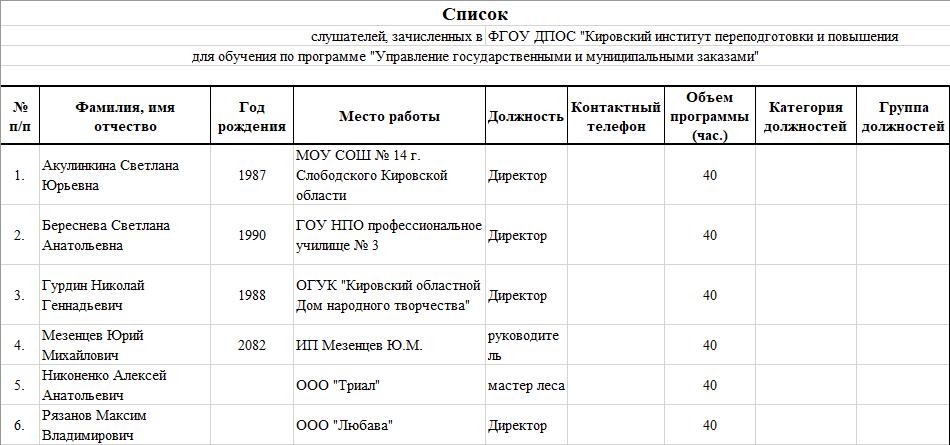 Список
слушателей, зачисленных в ФГОУ ДПОС "Кировский институт переподготовки и повышения
для обучения по программе "Управление государственными и муниципальными заказами"
№ п/п Фамилия, имя отчество Год рождения Место работы Должность Контактный телефон Объем программы (час.) Категория должностей Группа должностей
1. Акулинкина Светлана Юрьевна 1987 МОУ СОШ № 14 г. Слободского Кировской области Директор 40
2. Береснева Светлана Анатольевна 1990 ГОУ НПО профессиональное училище № 3 Директор 40
3. Гурдин Николай Геннадьевич 1988 ОГУК "Кировский областной Дом народного творчества" Директор 40
4. Мезенцев Юрий Михайлович 2082 ИП Мезенцев Ю.М. руководитель 40
5. Никоненко Алексей Анатольевич ООО "Триал" мастер леса 40
6. Рязанов Максим Владимирович ООО "Любава" Директор 40